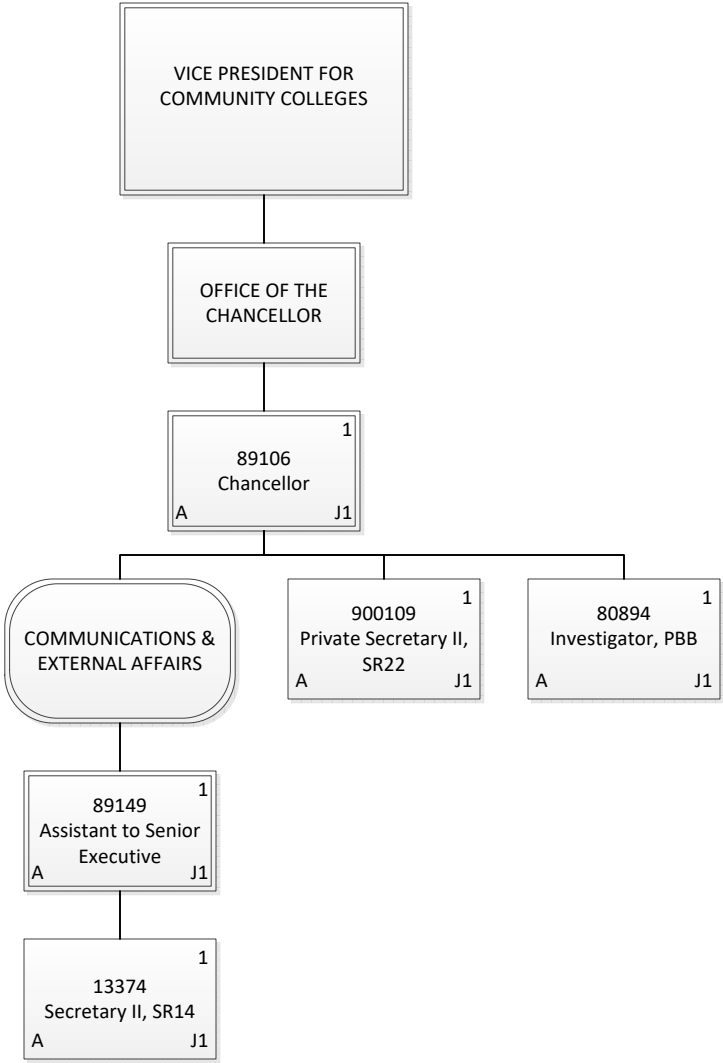 VICE PRESIDENT FOR
COMMUNITY COLLEGES
OFFICE OF THE
CHANCELLOR
1
89106
Chancellor
A J1
COMMUNICATIONS &
EXTERNAL AFFAIRS
1
900109
Private Secretary II,
SR22
A J1
1
80894
Investigator, PBB
A J1
1
89149
Assistant to Senior
Executive
A J1
1
13374
Secretary II, SR14
A J1